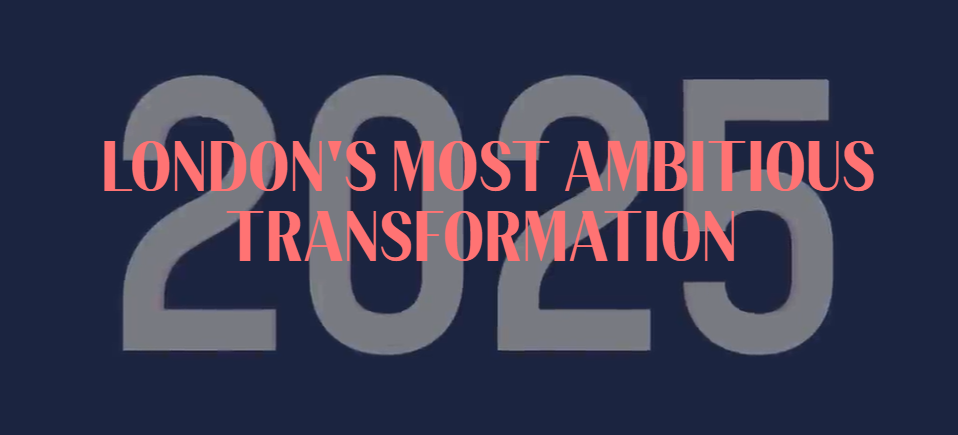 2025
LONDON'S MOST AMBITIOUS
TRANSFORMATION